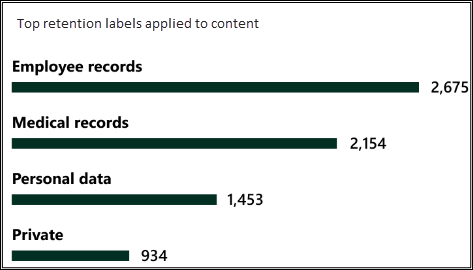 Top retention labels applied to content
Employee records
2,675
Medical records
2,154
Personal data
1,453
Private
934